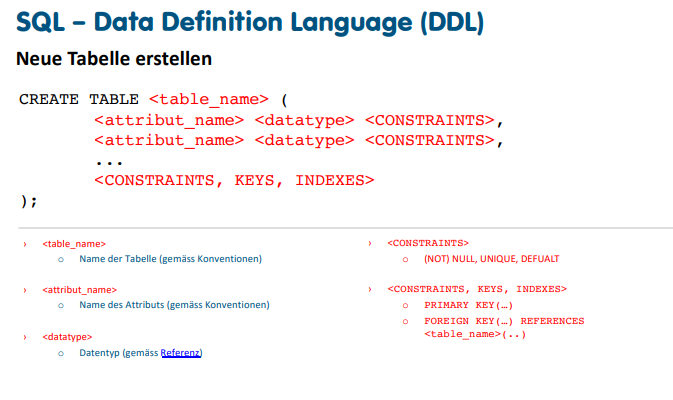 SQL – Data Definition Language (DDL)
Neue Tabelle erstellen
CREATE TABLE <table_name> (
<attribut_name> <datatype> <CONSTRAINTS>,
<attribut_name> <datatype> <CONSTRAINTS>,
...
<CONSTRAINTS, KEYS, INDEXES>
);
› <table_name>
○ Name der Tabelle (gemäss Konventionen)
› <attribut_name>
○ Name des Attributs (gemäss Konventionen)
› <datatype>
○ Datentyp (gemäss Referenz)
› <CONSTRAINTS>
○ (NOT) NULL, UNIQUE, DEFUALT
› <CONSTRAINTS, KEYS, INDEXES>
○ PRIMARY KEY(…)
○ FOREIGN KEY(…) REFERENCES
<table_name>(..)